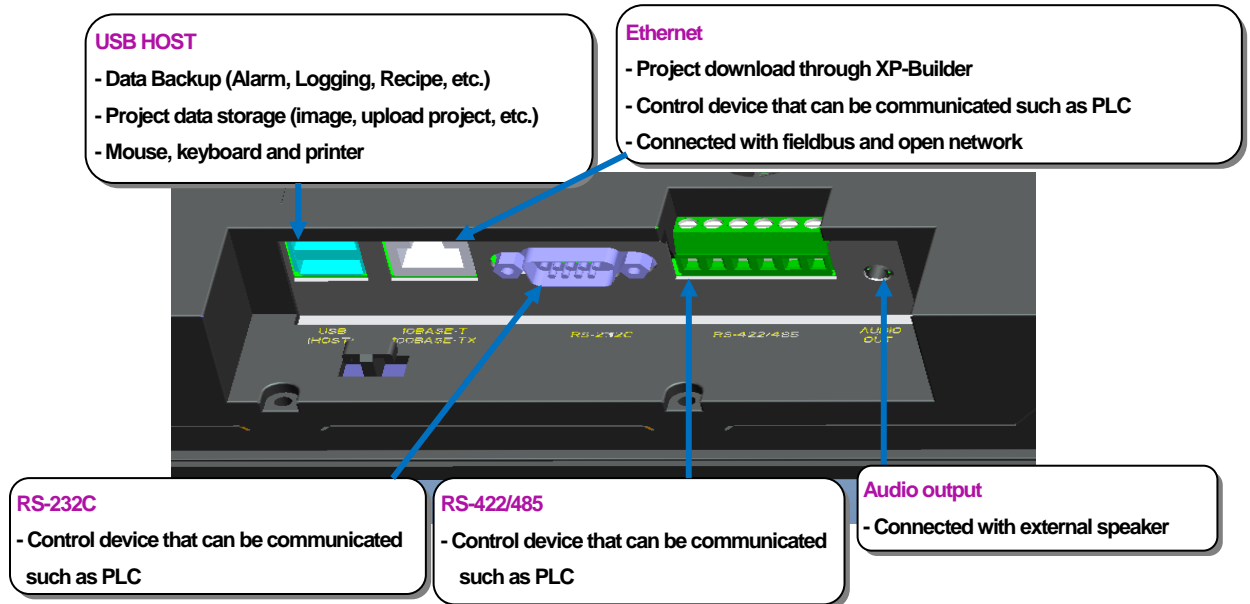 USB HOST
- Data Backup (Alarm, Logging, Recipe, etc.)
- Project data storage (image, upload project, etc.)
- Mouse, keyboard and printer
Ethernet
- Project download through XP-Builder
- Control device that can be communicated such as PLC
- Connected with fieldbus and open network
USB
(HOST)
10BASE-T
100BASE-TX
RS-232C
RS-422/485
AUDIO
OUT
RS-232C
- Control device that can be communicated
such as PLC
RS-422/485
- Control device that can be communicated
such as PLC
Audio output
- Connected with external speaker